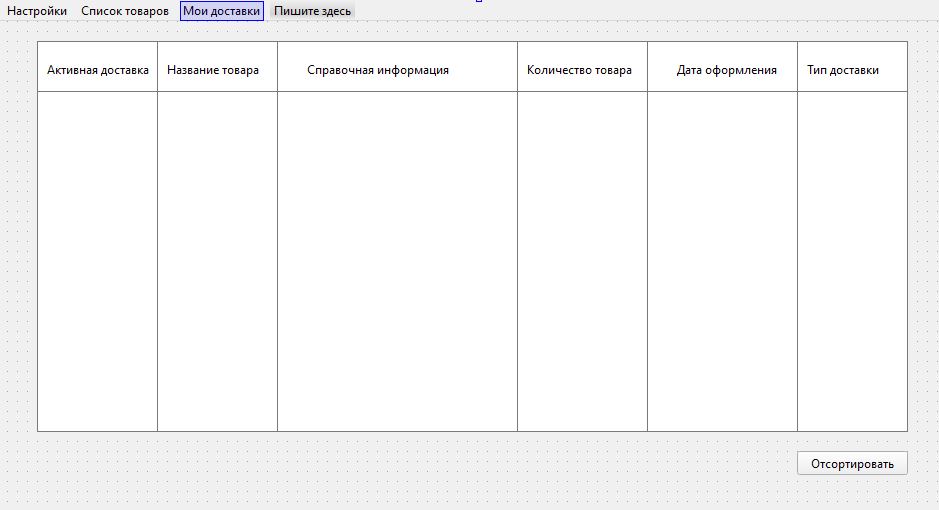 Настройки Список товаров Мои доставки Пишите здесь
Активная доставка Название товара Справочная информация Количество товара Дата оформления Тип доставки
Отсортировать